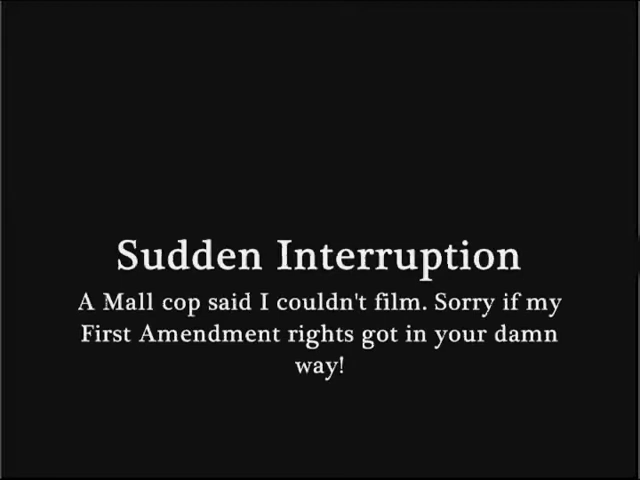 Sudden Interruption
A Mall cop said I couldn't film. Sorry if my
First Amendment rights got in your damn
way!